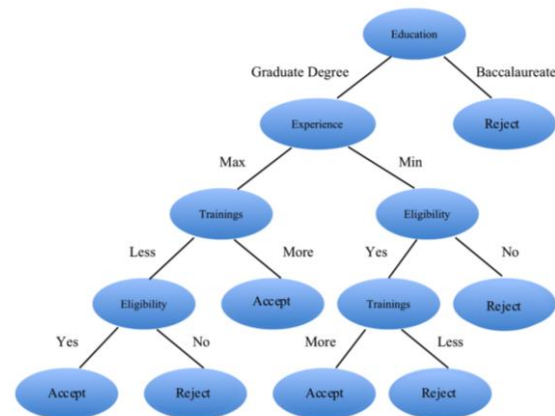 Education
Graduate Degree Baccalaureate
Experience Reject
Max Min
Trainings Eligibility
Less More Yes No
Eligibility Accept Trainings Reject
Yes No More Less
Accept Reject Accept Reject